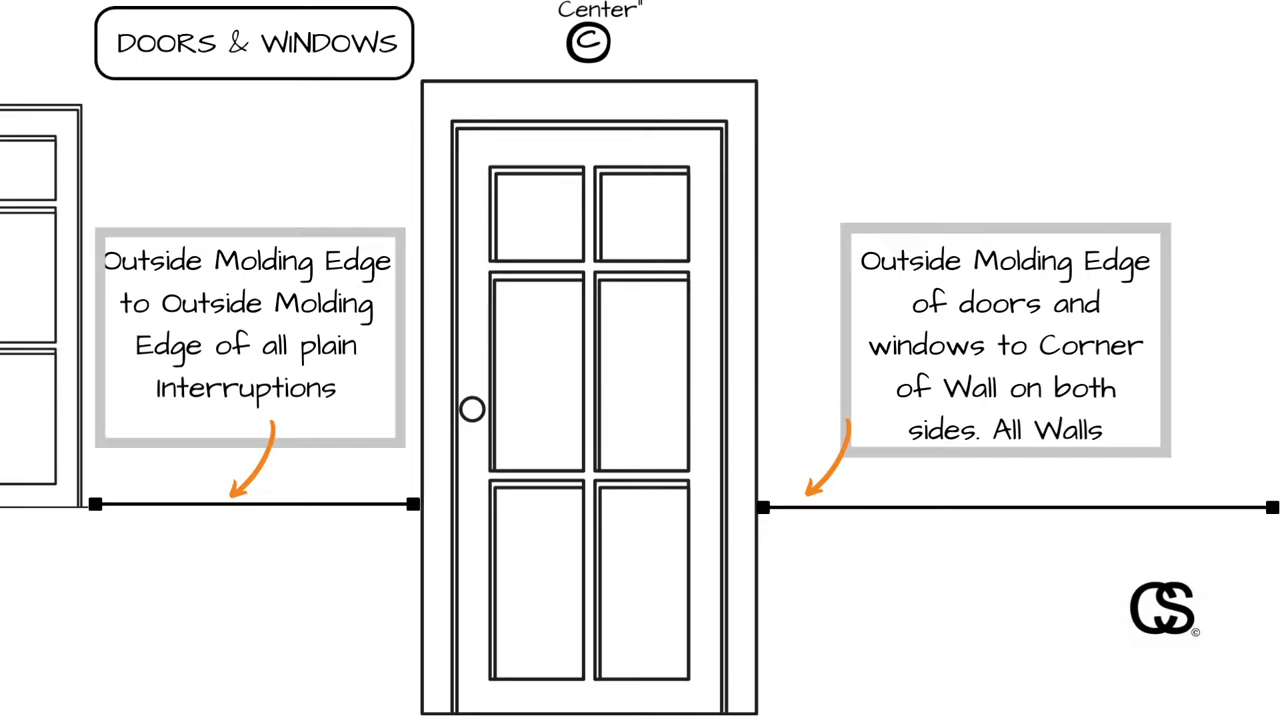 Center"
©
DOORS & WINDOWS
Outside Molding Edge
to Outside Molding
Edge of all plain
Interruptions
Outside Molding Edge
of doors and
windows to Corner
of Wall on both
sides. All Walls
CS©